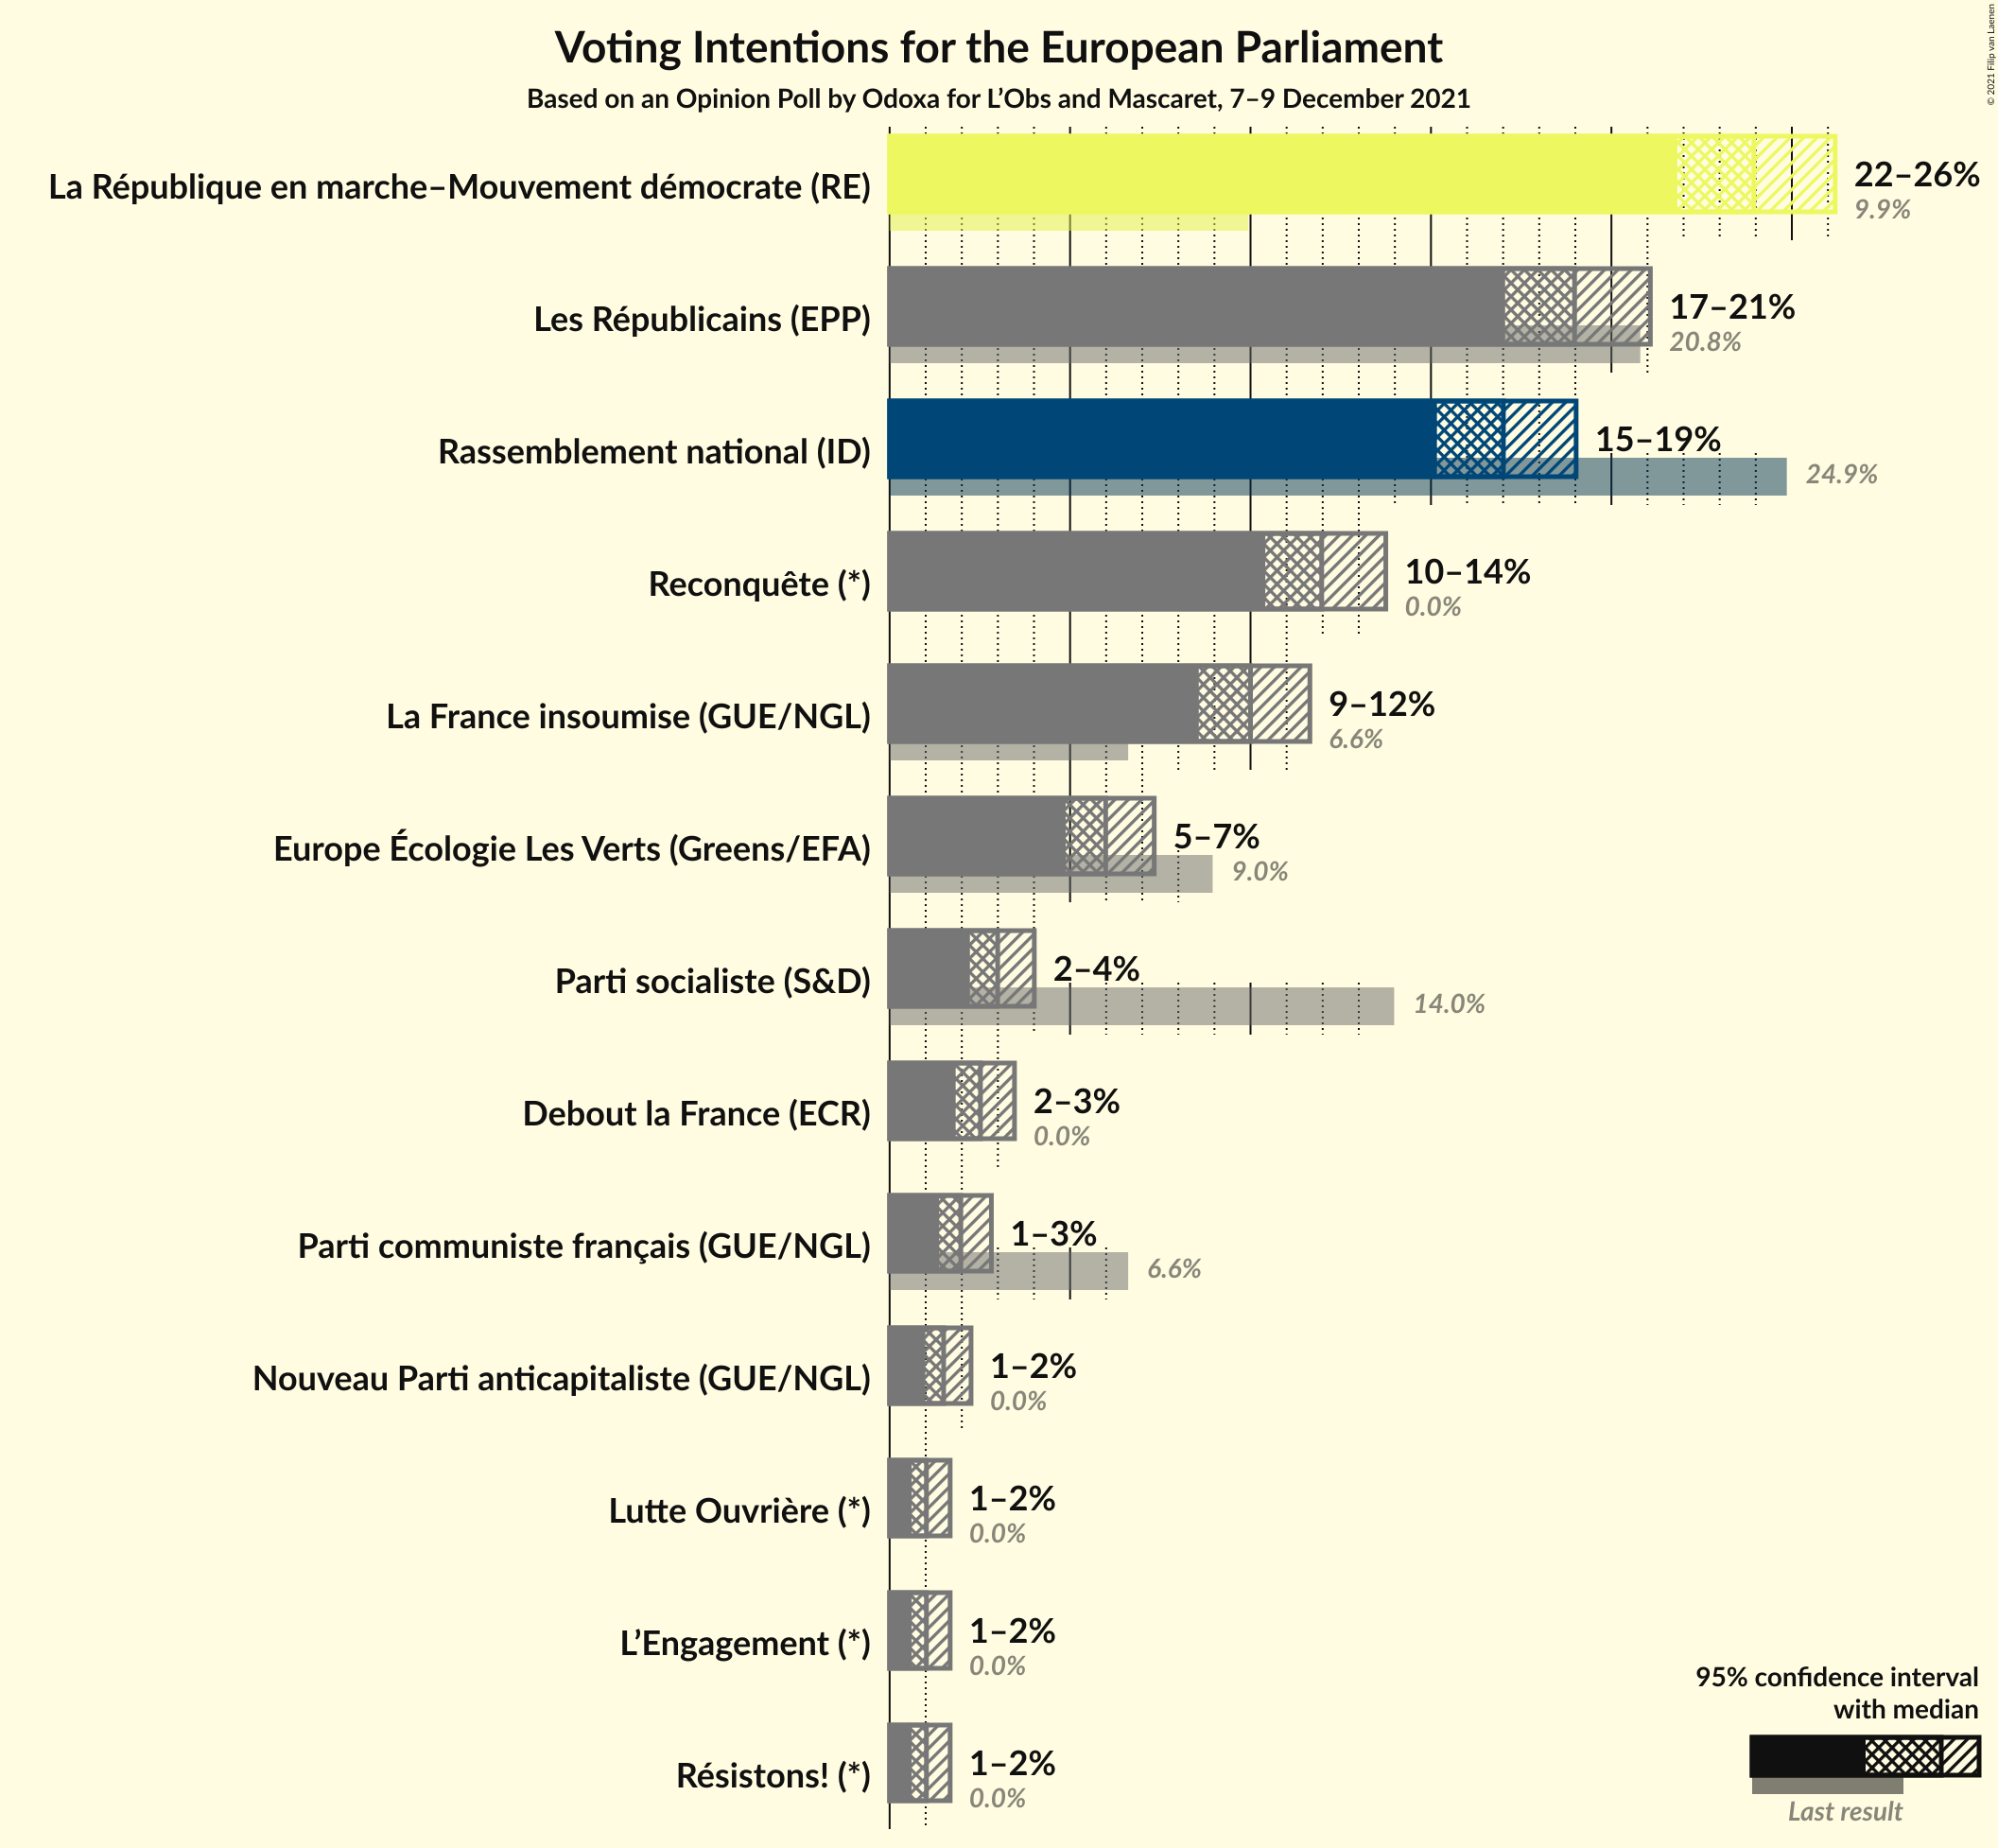 Voting Intentions for the European Parliament
Based on an Opinion Poll by Odoxa for L’Obs and Mascaret, 7–9 December 2021
© 2021 Filip van Laenen
La République en marche–Mouvement démocrate (RE)
22–26%
9.9%
Les Républicains (EPP)
17–21%
20.8%
Rassemblement national (ID)
15–19%
24.9%
Reconquête (*)
10–14%
0.0%
La France insoumise (GUE/NGL)
9–12%
6.6%
Europe Écologie Les Verts (Greens/EFA)
5–7%
9.0%
Parti socialiste (S&D)
2–4%
14.0%
Debout la France (ECR)
2–3%
0.0%
Parti communiste français (GUE/NGL)
1–3%
6.6%
Nouveau Parti anticapitaliste (GUE/NGL)
1–2%
0.0%
Lutte Ouvrière (*)
1–2%
0.0%
L’Engagement (*)
1–2%
0.0%
Résistons! (*)
1–2%
0.0%
95% confidence interval
with median
Last result